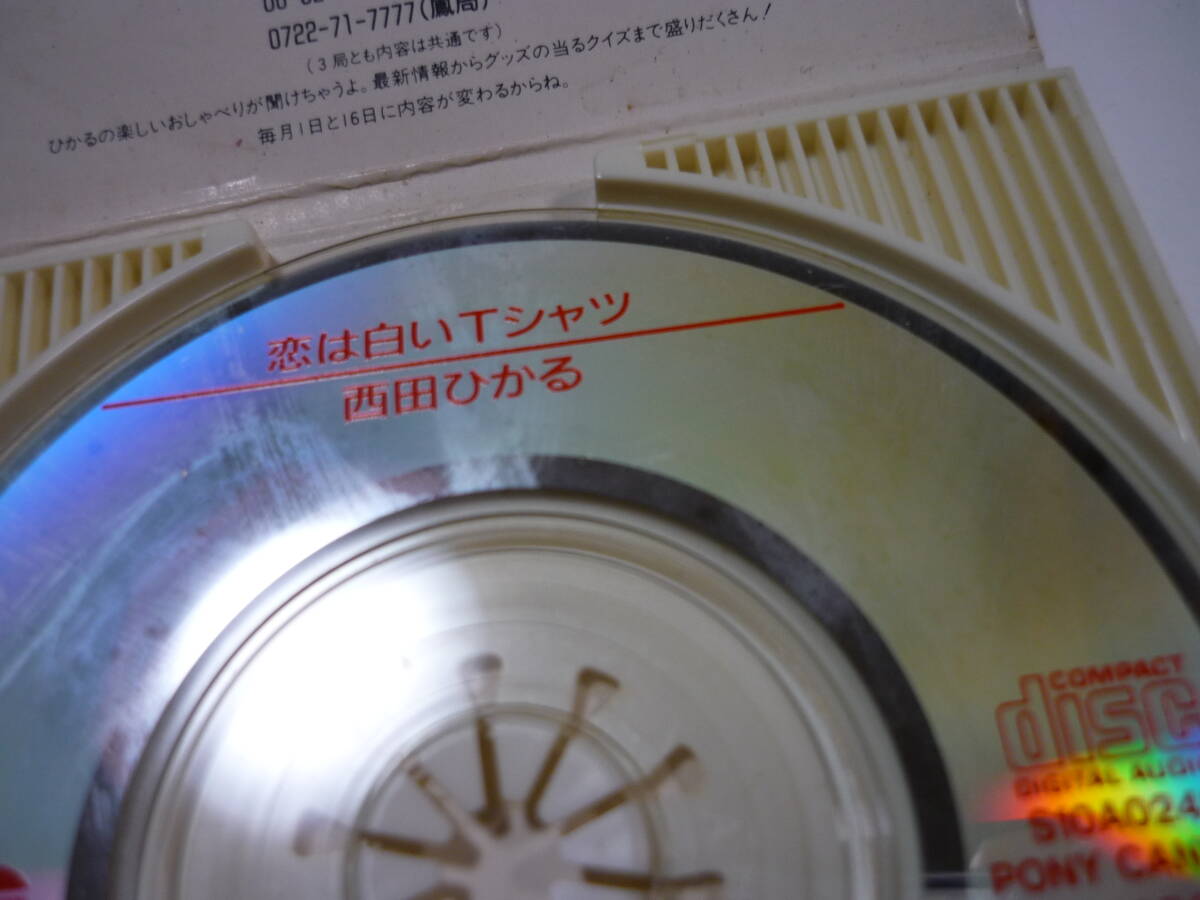 0722-71-7777(鳳局)
(3局とも内容は共通です)
ひかるの楽しいおしゃべりが聞けちゃうよ。最新情報からグッズの当るクイズまで盛りだくさん!
毎月1日と16日に内容が変わるからね。
恋は白いTシャツ
西田ひかる
COMPACT
disc
DIGITAL AUDIO
S10A024
PONY CAN